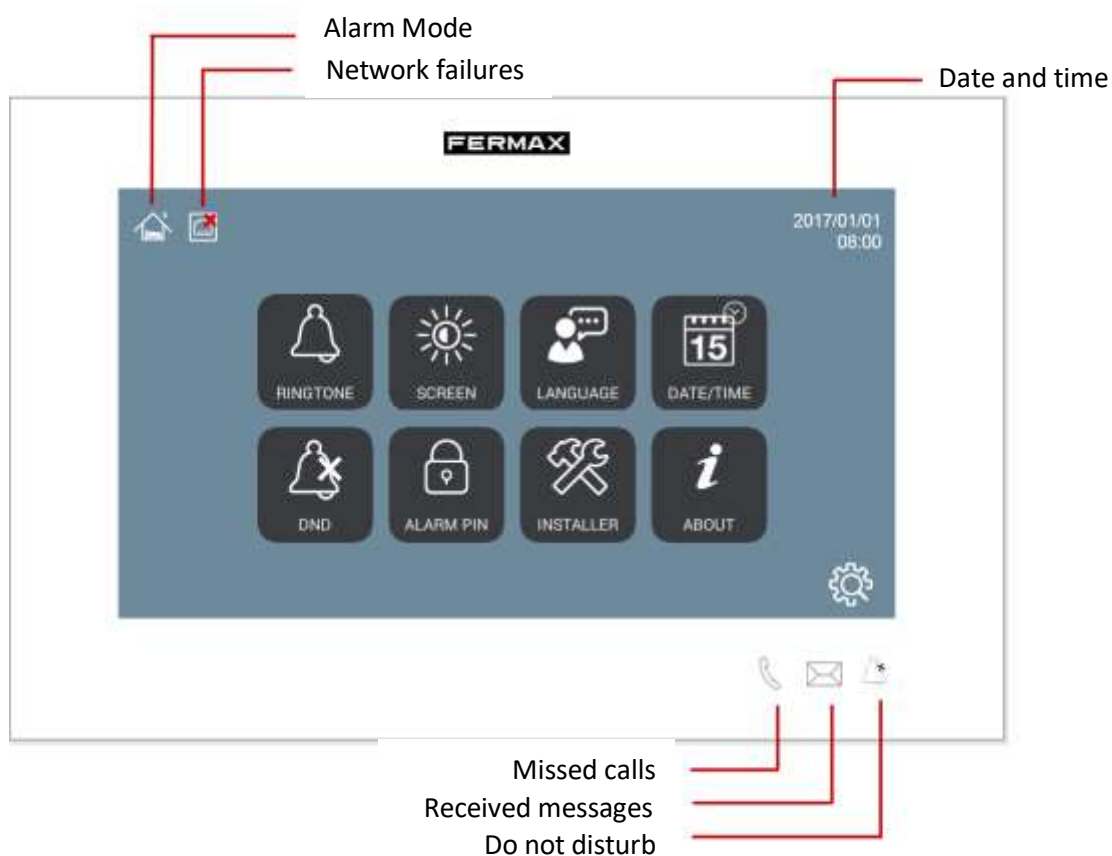 Alarm Mode
Network failures
Date and time
FERMAX
2017/01/01
08:00
RINGTONE
SCREEN
LANGUAGE
DATE/TIME
15
DND
ALARM PIN
INSTALLER
ABOUT
Missed calls
Received messages
Do not disturb